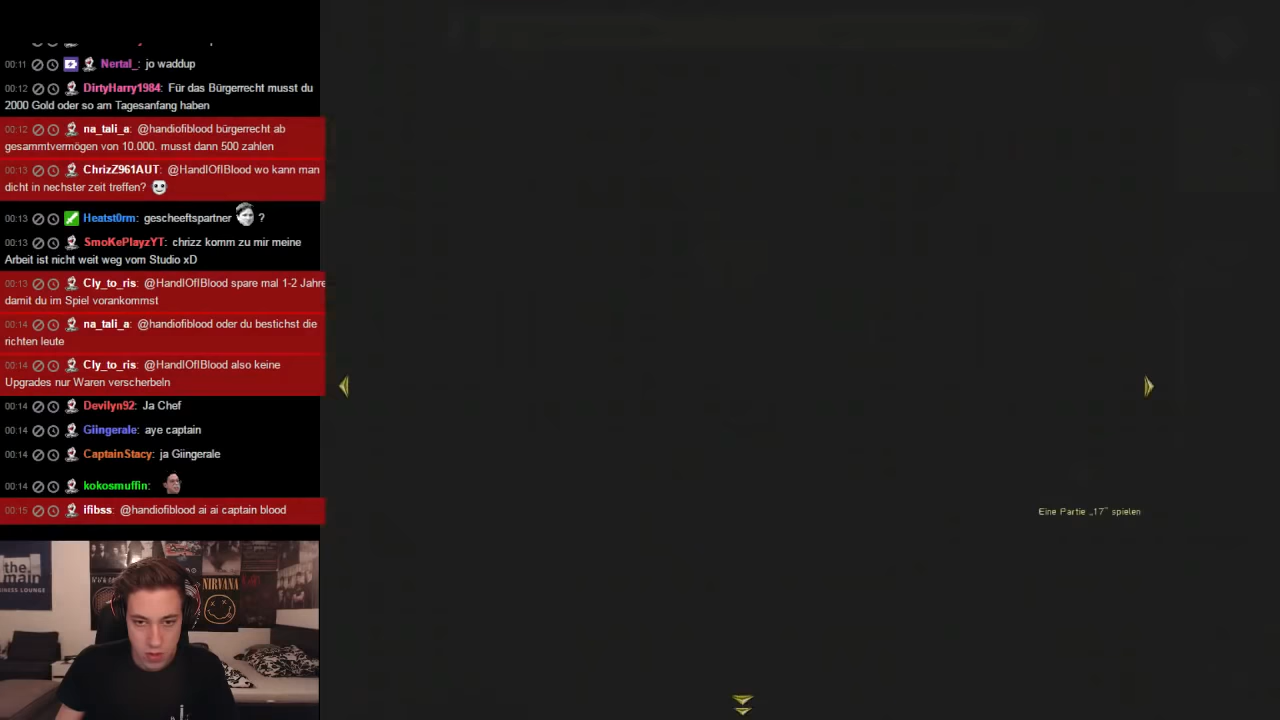 00:11 Nertal_: jo waddup
00:12 DirtyHarry1984: Für das Bürgerrecht musst du
2000 Gold oder so am Tagesanfang haben
00:12 na_tali_a: @handiofiblood bürgerrecht ab
gesammtvermögen von 10.000. musst dann 500 zahlen
00:13 ChrizZ961AUT: @HandIOfIBlood wo kann man
dicht in nechster zeit treffen?
00:13 Heatst0rm: gescheeftspartner ?
00:13 SmoKePlayzYT: chrizz komm zu mir meine
Arbeit ist nicht weit weg vom Studio xD
00:13 Cly_to_ris: @HandIOfIBlood spare mal 1-2 Jahre
damit du im Spiel vorankommst
00:14 na_tali_a: @handiofiblood oder du bestichst die
richten leute
00:14 Cly_to_ris: @HandIOfIBlood also keine
Upgrades nur Waren verscherbeln
00:14 Devilyn92: Ja Chef
00:14 Giingerale: aye captain
00:14 CaptainStacy: ja Giingerale
00:14 kokosmuffin:
00:15 ifibss: @handiofiblood ai ai captain blood
Eine Partie „17" spielen
the
main
NESS LOUNGE
NIRVANA